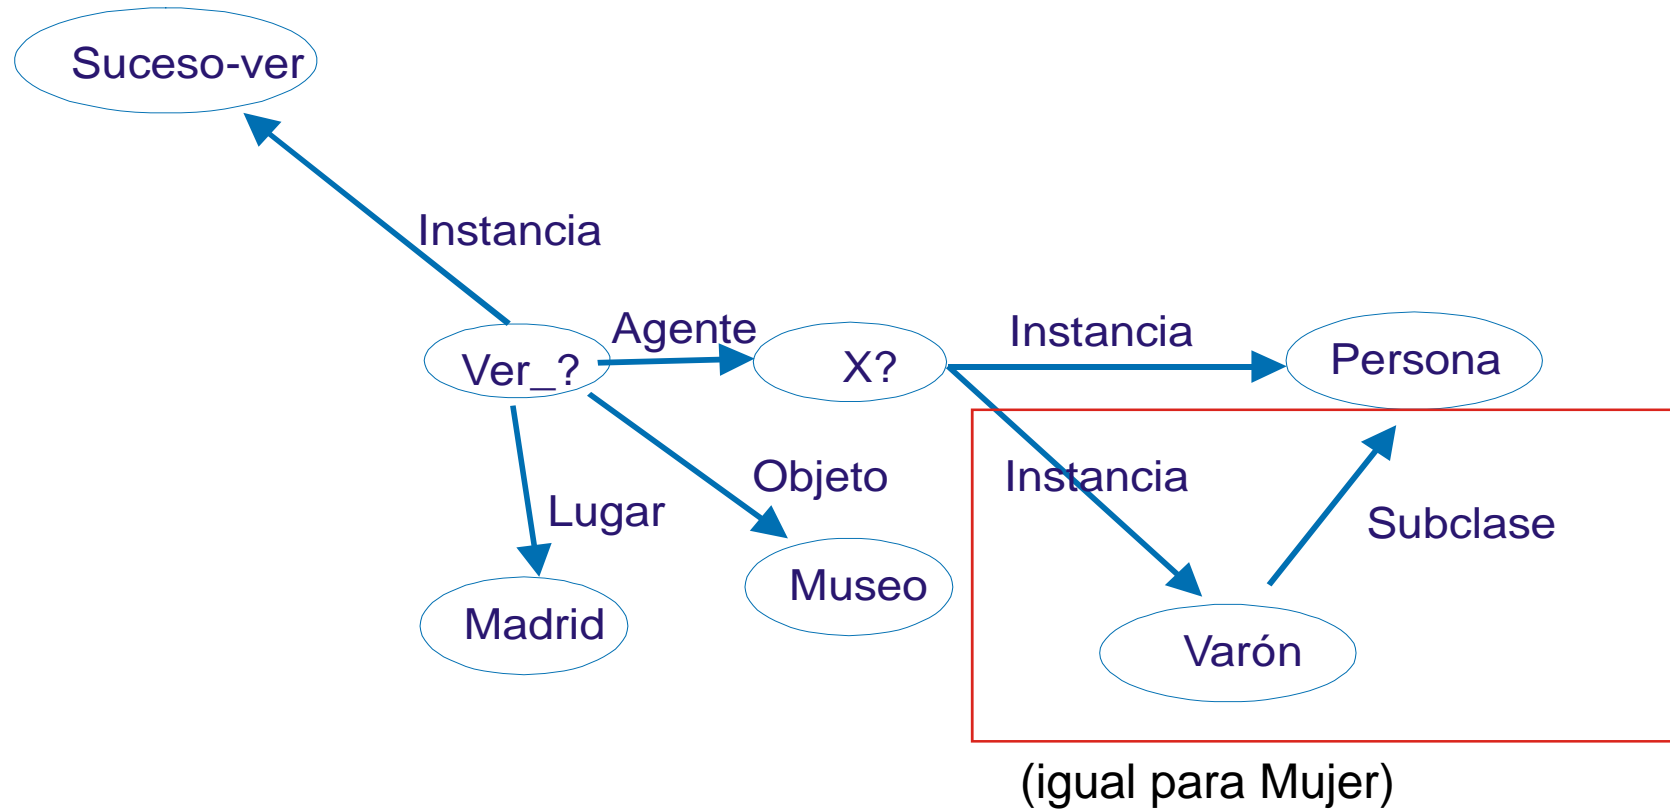 Suceso-ver
Instancia
Agente
Instancia
Ver_?
X?
Persona
Objeto
Instancia
Lugar
Subclase
Museo
Madrid
Varón
(igual para Mujer)